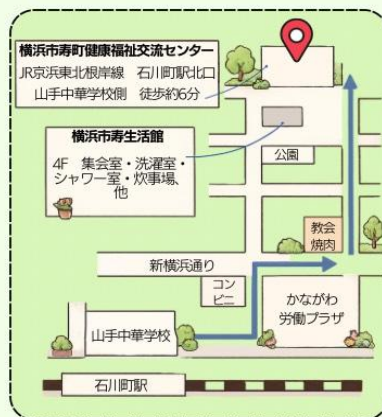 横浜市寿町健康福祉交流センター
JR京浜東北根岸線　石川町駅北口
山手中華学校側　徒歩約6分
横浜市寿生活館
4F　集会室・洗濯室・
シャワー室・炊事場、
他
公園
教会
焼肉
新横浜通り
コン
ビニ
かながわ
労働プラザ
山手中華学校
石川町駅